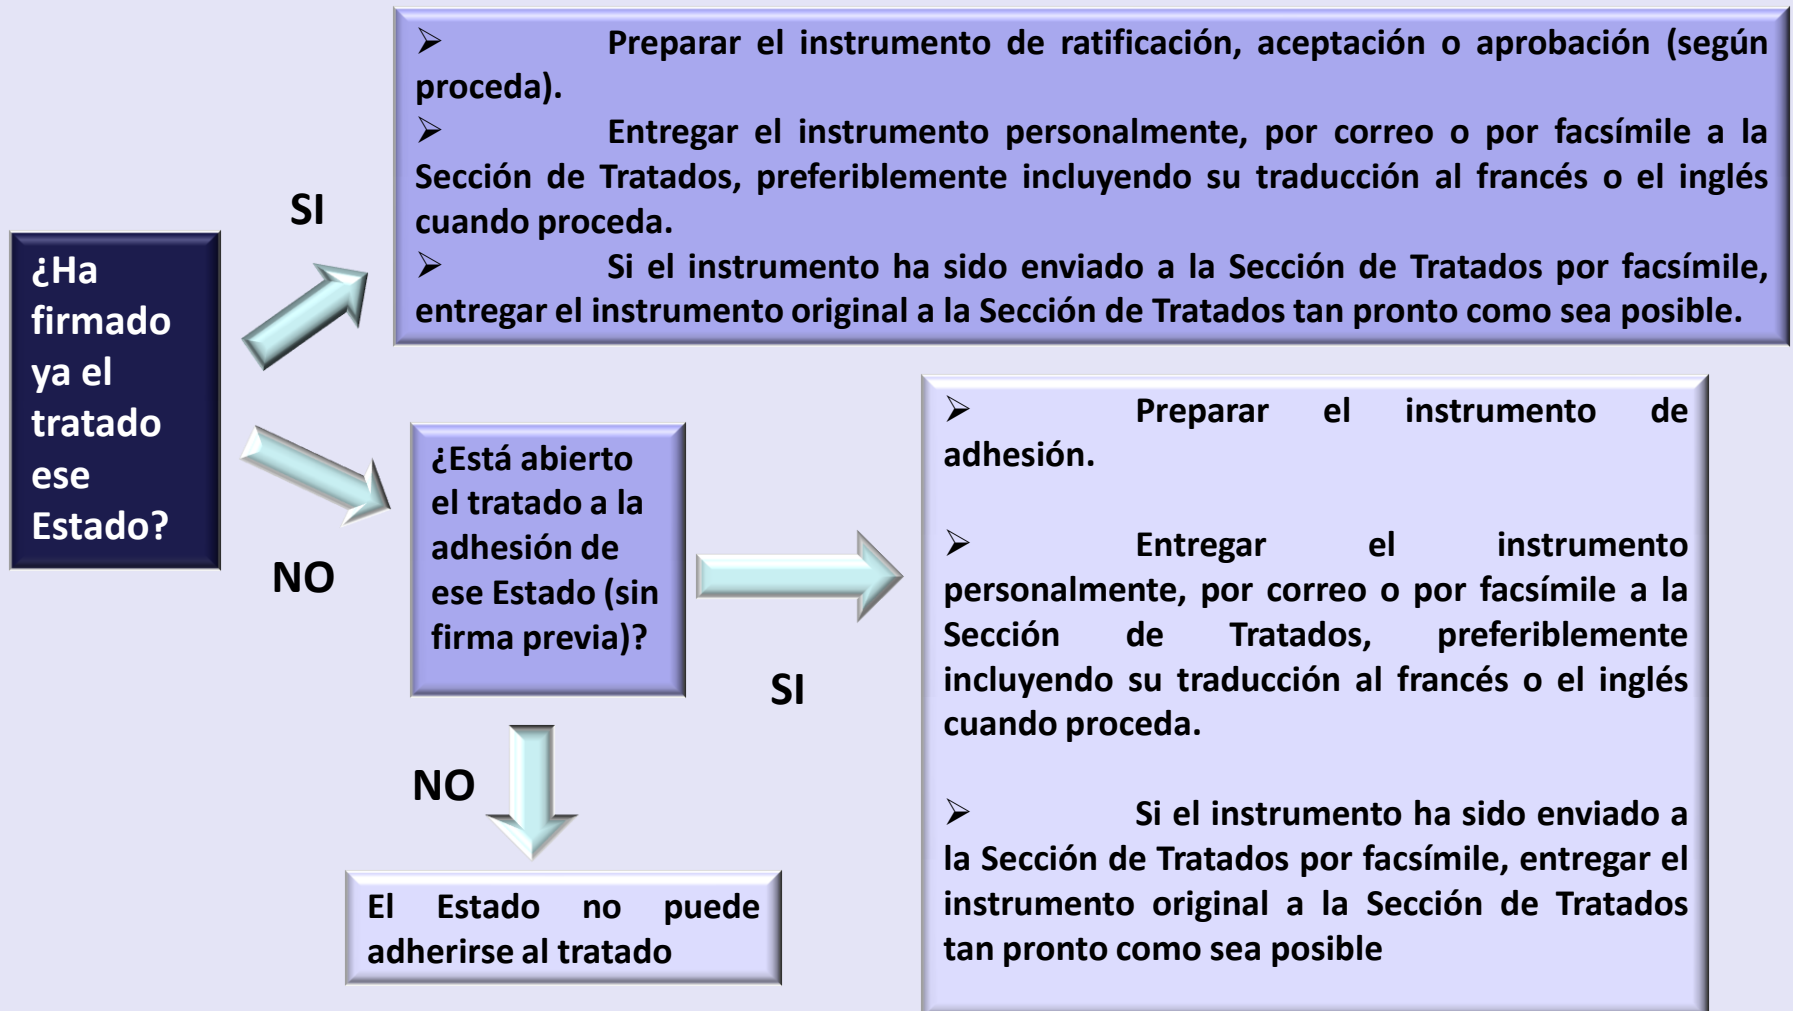 ➢ Preparar el instrumento de ratificación, aceptación o aprobación (según
proceda).
➢ Entregar el instrumento personalmente, por correo o por facsímile a la
Sección de Tratados, preferiblemente incluyendo su traducción al francés o el inglés
cuando proceda.
➢ Si el instrumento ha sido enviado a la Sección de Tratados por facsímile,
entregar el instrumento original a la Sección de Tratados tan pronto como sea posible.
SI
¿Ha
firmado
ya el
tratado
ese
Estado?
NO
¿Está abierto
el tratado a la
adhesión de
ese Estado (sin
firma previa)?
SI
➢ Preparar el instrumento de
adhesión.
➢ Entregar el instrumento
personalmente, por correo o por facsímile a la
Sección de Tratados, preferiblemente
incluyendo su traducción al francés o el inglés
cuando proceda.
➢ Si el instrumento ha sido enviado a
la Sección de Tratados por facsímile, entregar el
instrumento original a la Sección de Tratados
tan pronto como sea posible
NO
El Estado no puede
adherirse al tratado